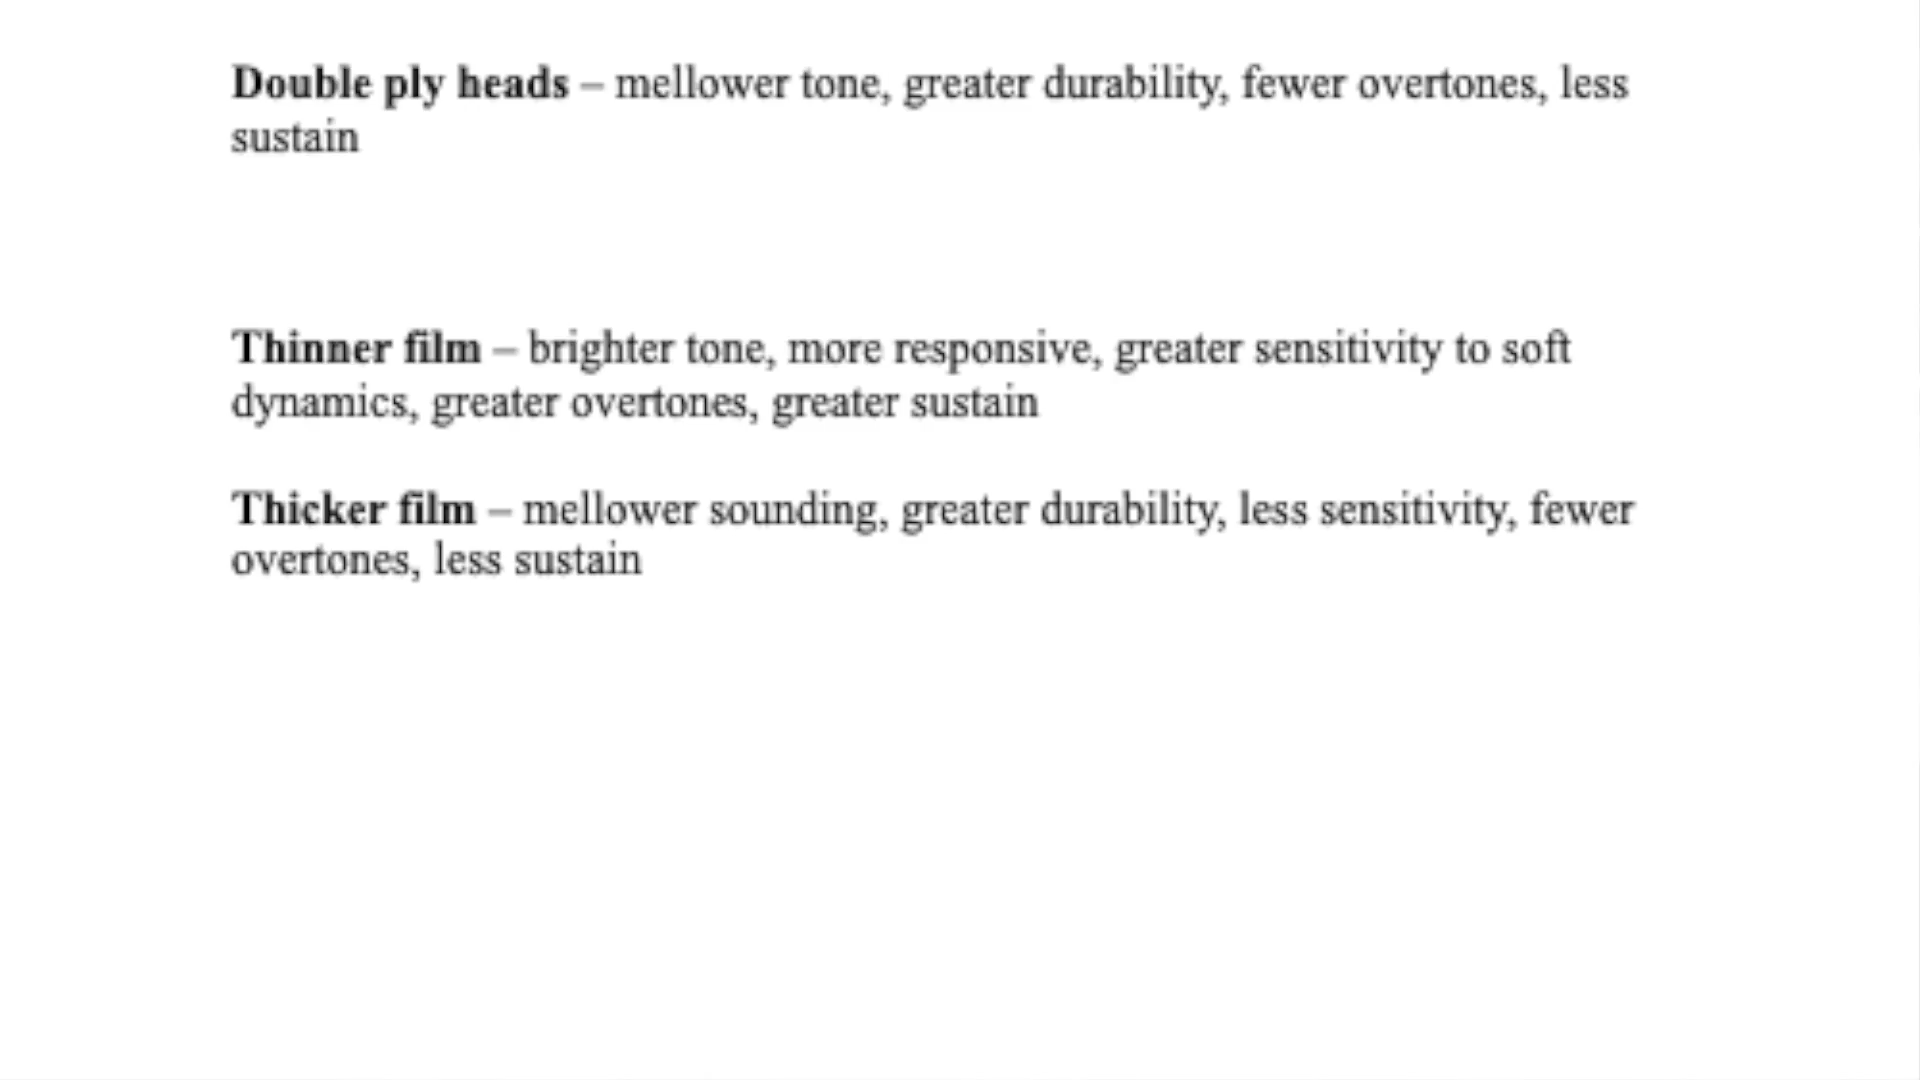 Double ply heads – mellower tone, greater durability, fewer overtones, less
sustain
Thinner film – brighter tone, more responsive, greater sensitivity to soft
dynamics, greater overtones, greater sustain
Thicker film – mellower sounding, greater durability, less sensitivity, fewer
overtones, less sustain